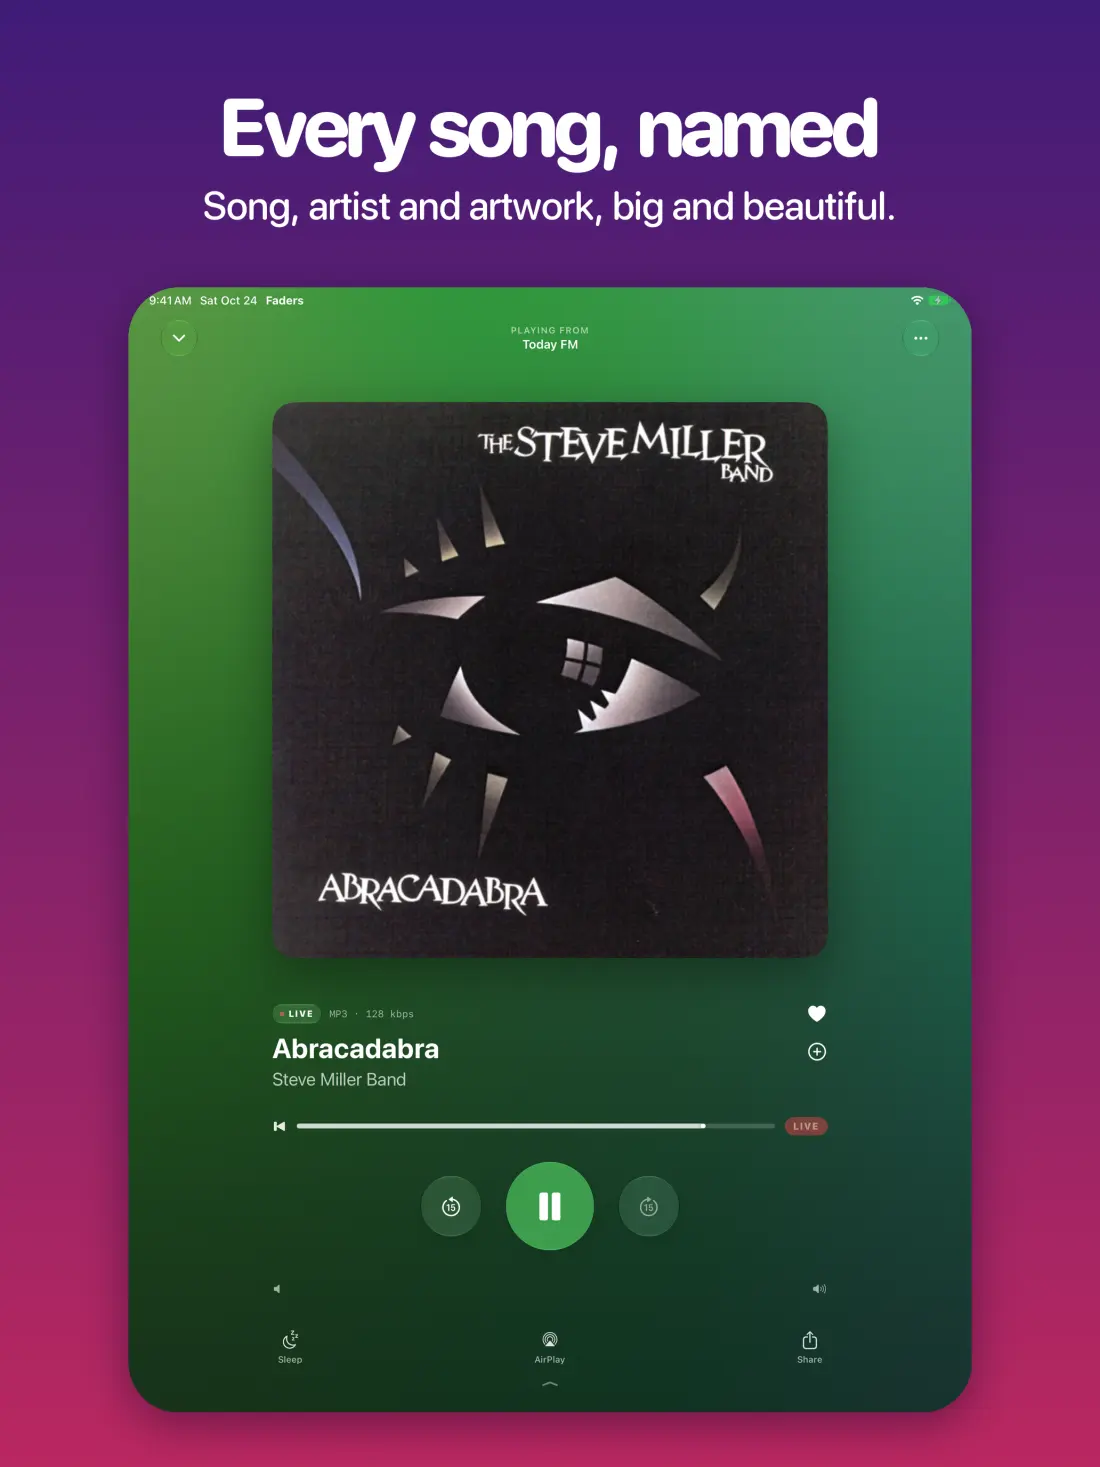 Every song, named
Song, artist and artwork, big and beautiful.
9:41 AM Sat Oct 24 Faders
PLAYING FROM
Today FM
THE STEVE MILLER
BAND
ABRACADABRA
LIVE MP3 · 128 kbps
Abracadabra
Steve Miller Band
LIVE
15 15
Sleep AirPlay Share